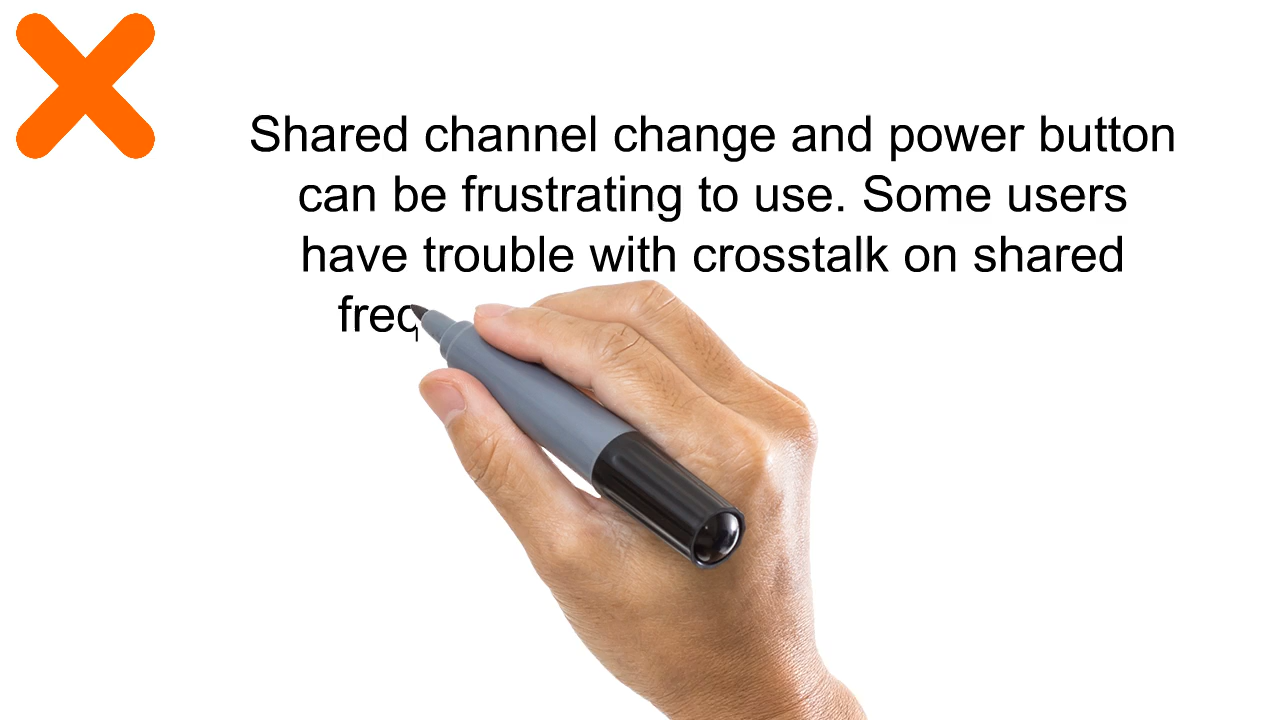 Shared channel change and power button
can be frustrating to use. Some users
have trouble with crosstalk on shared